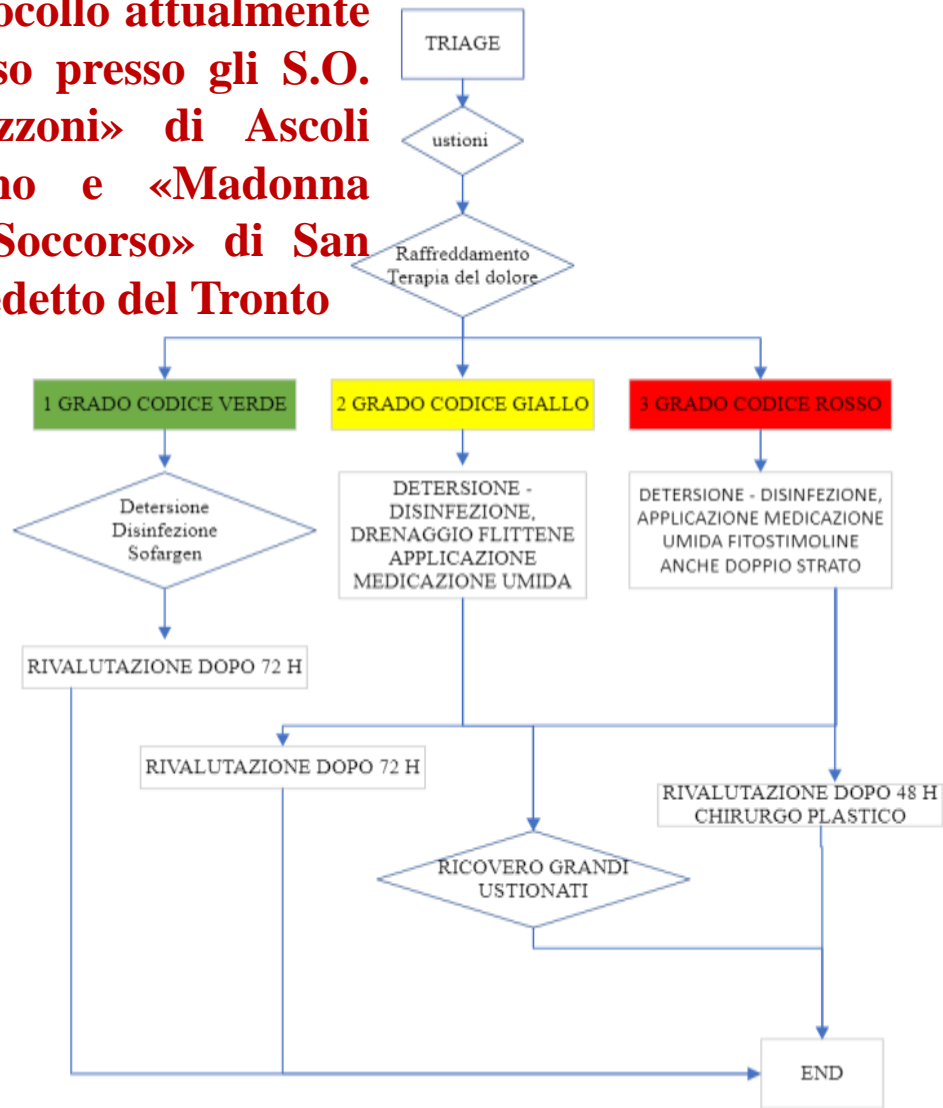 ocollo attualmente
so presso gli S.O.
zzoni» di Ascoli
no e «Madonna
Soccorso» di San
edetto del Tronto
TRIAGE
ustioni
Raffreddamento
Terapia del dolore
1 GRADO CODICE VERDE
2 GRADO CODICE GIALLO
3 GRADO CODICE ROSSO
Detersione
Disinfezione
Sofargen
DETERSIONE -
DISINFEZIONE,
DRENAGGIO FLITTENE
APPLICAZIONE
MEDICAZIONE UMIDA
DETERSIONE - DISINFEZIONE,
APPLICAZIONE MEDICAZIONE
UMIDA FITOSTIMOLINE
ANCHE DOPPIO STRATO
RIVALUTAZIONE DOPO 72 H
RIVALUTAZIONE DOPO 72 H
RIVALUTAZIONE DOPO 48 H
CHIRURGO PLASTICO
RICOVERO GRANDI
USTIONATI
END